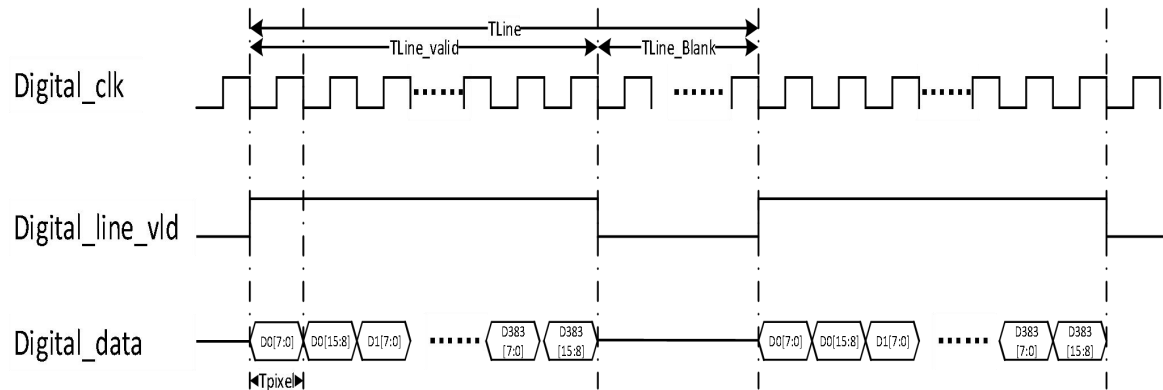 TLine
TLine_valid
TLine_Blank
Digital_clk
Digital_line_vld
Digital_data
D0[7:0]
D0[15:8]
D1[7:0]
D383
[7:0]
D383
[15:8]
D0[7:0]
D0[15:8]
D1[7:0]
D383
[7:0]
D383
[15:8]
Tpixel